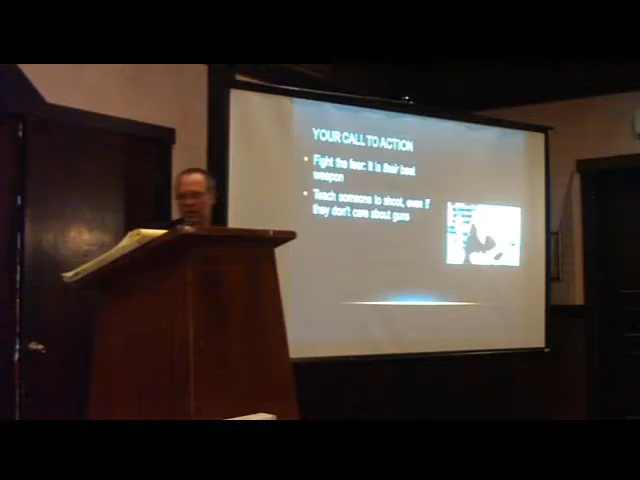 YOUR CALL TO ACTION
Fight the fear: It is their best
weapon
Teach someone to shoot, even if
they don't care about guns